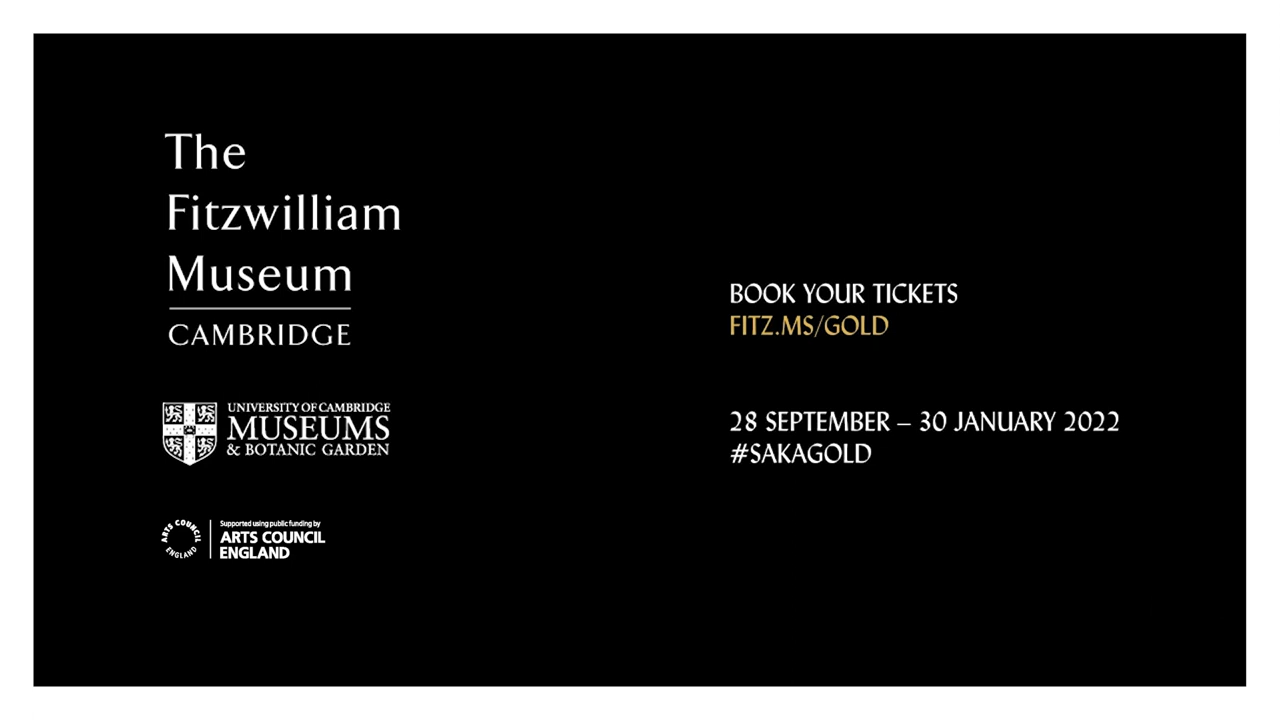 The
Fitzwilliam
Museum
CAMBRIDGE
UNIVERSITY OF CAMBRIDGE
MUSEUMS
& BOTANIC GARDEN
ARTS COUNCIL ENGLAND
Supported using public funding by
ARTS COUNCIL
ENGLAND
BOOK YOUR TICKETS
FITZ.MS/GOLD
28 SEPTEMBER – 30 JANUARY 2022
#SAKAGOLD